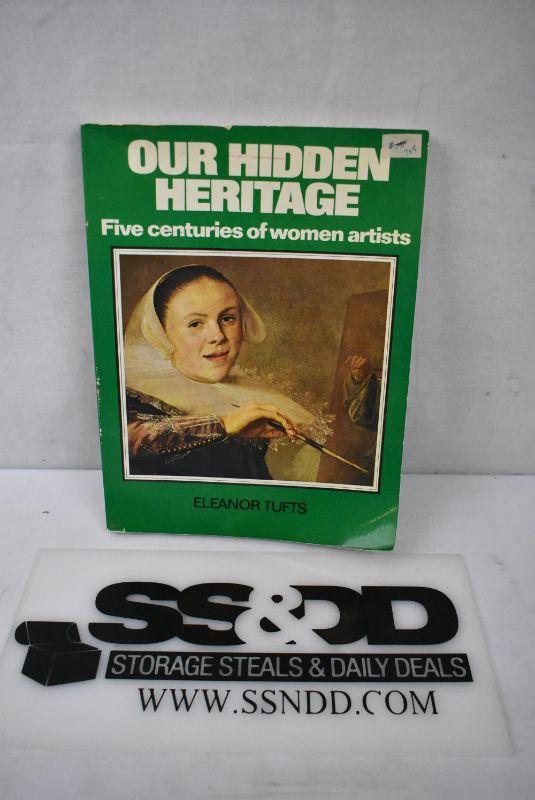 OUR HIDDEN
HERITAGE
Five centuries of women artists
ELEANOR TUFTS
SS&DD
STORAGE STEALS & DAILY DEALS
WWW.SSNDD.COM